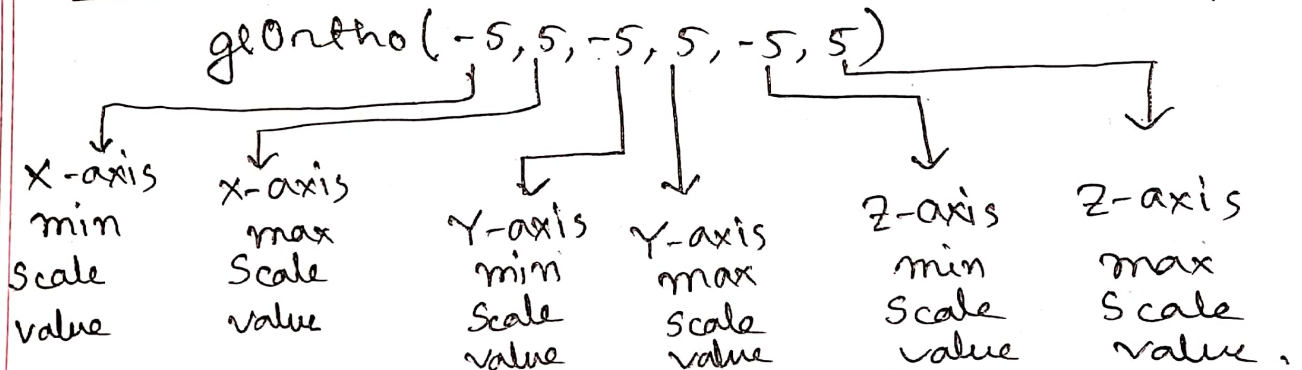 glOrtho(-5, 5, -5, 5, -5, 5)
X-axis
min
Scale
value
X-axis
max
Scale
value
Y-axis
min
Scale
value
Y-axis
max
Scale
value
Z-axis
min
Scale
value
Z-axis
max
Scale
value.